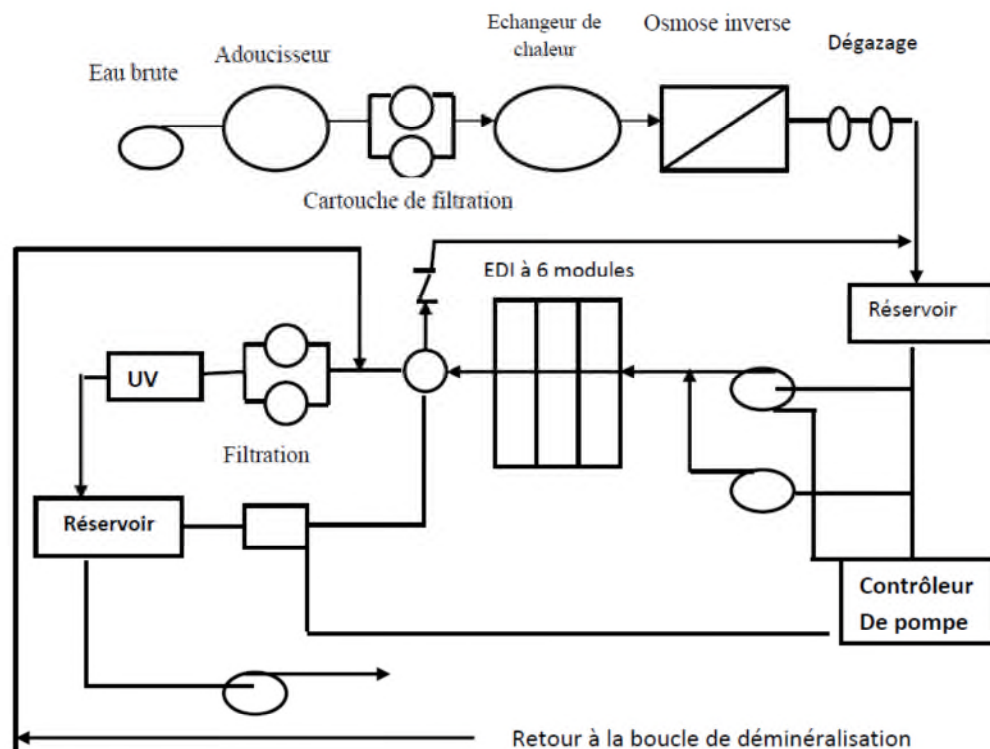 Eau brute
Adoucisseur
Echangeur de
chaleur
Osmose inverse
Dégazage
Cartouche de filtration
EDI à 6 modules
Réservoir
UV
Filtration
Réservoir
Contrôleur
De pompe
Retour à la boucle de déminéralisation